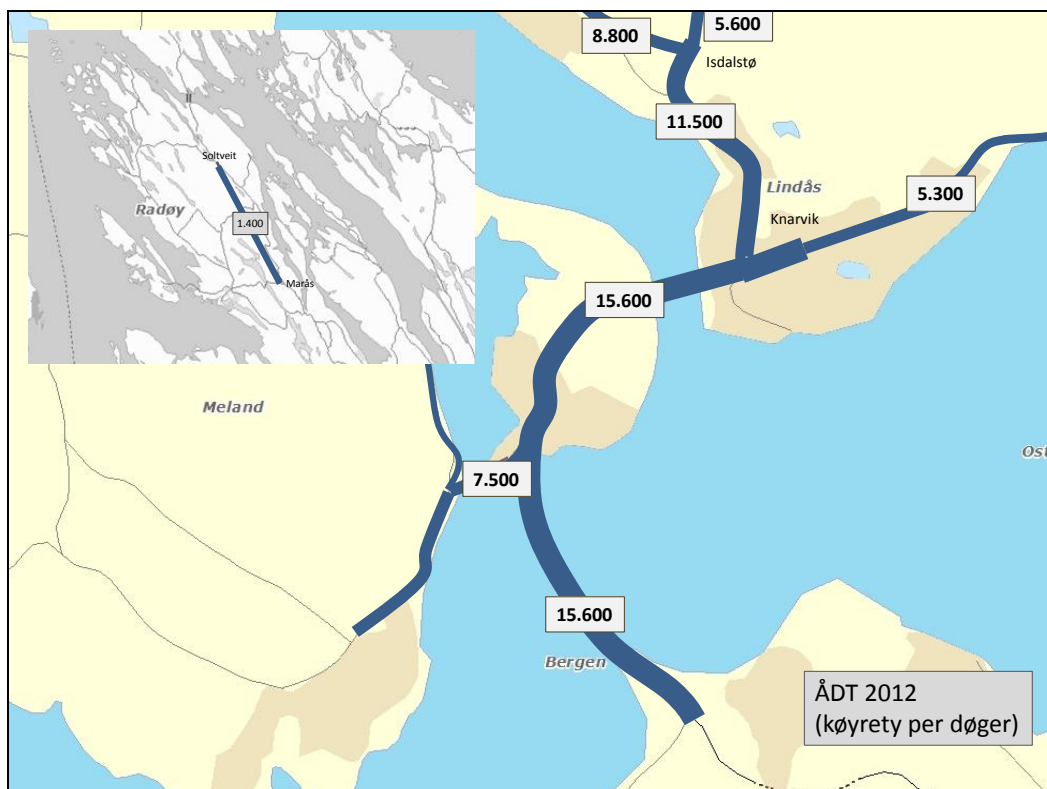 5.600
8.800
Isdalstø
11.500
Soltveit
Lindås
5.300
Radøy
1.400
Knarvik
Marås
15.600
Meland
Ost
7.500
15.600
Bergen
ÅDT 2012
(køyrety per døger)